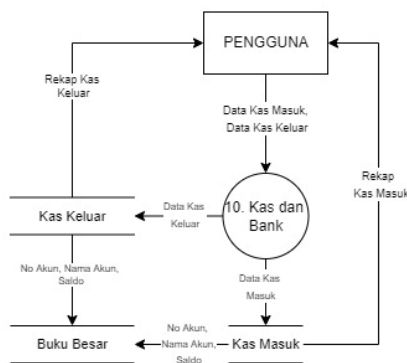 PENGGUNA
Rekap Kas
Keluar
Data Kas Masuk,
Data Kas Keluar
Rekap
Kas Masuk
10. Kas dan
Bank
Data Kas
Keluar
Kas Keluar
No Akun, Nama Akun,
Saldo
Data Kas
Masuk
Buku Besar
No Akun,
Nama Akun,
Saldo
Kas Masuk